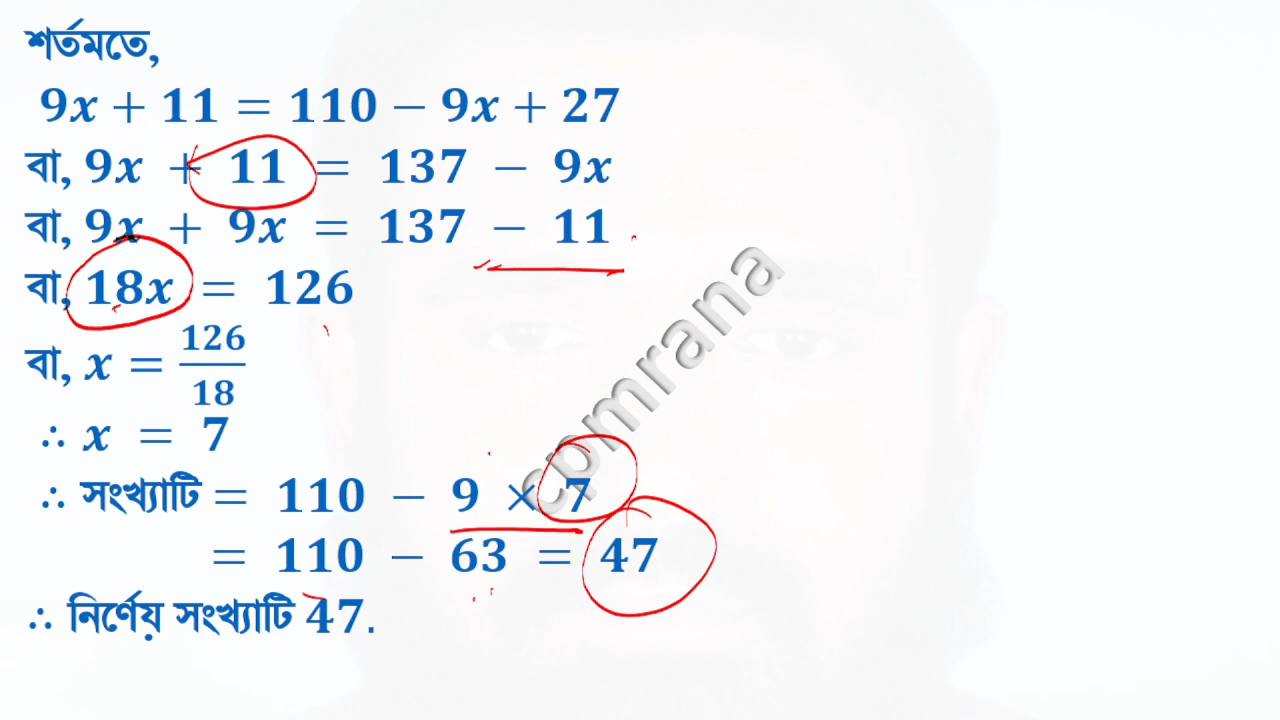 শর্তমতে,
9x + 11 = 110 − 9x + 27
বা, 9x + 11 = 137 − 9x
বা, 9x + 9x = 137 − 11
বা, 18x = 126
বা, x = 126/18
∴ x = 7
∴ সংখ্যাটি = 110 − 9 × 7
= 110 − 63 = 47
∴ নির্ণেয় সংখ্যাটি 47.
cpmrana